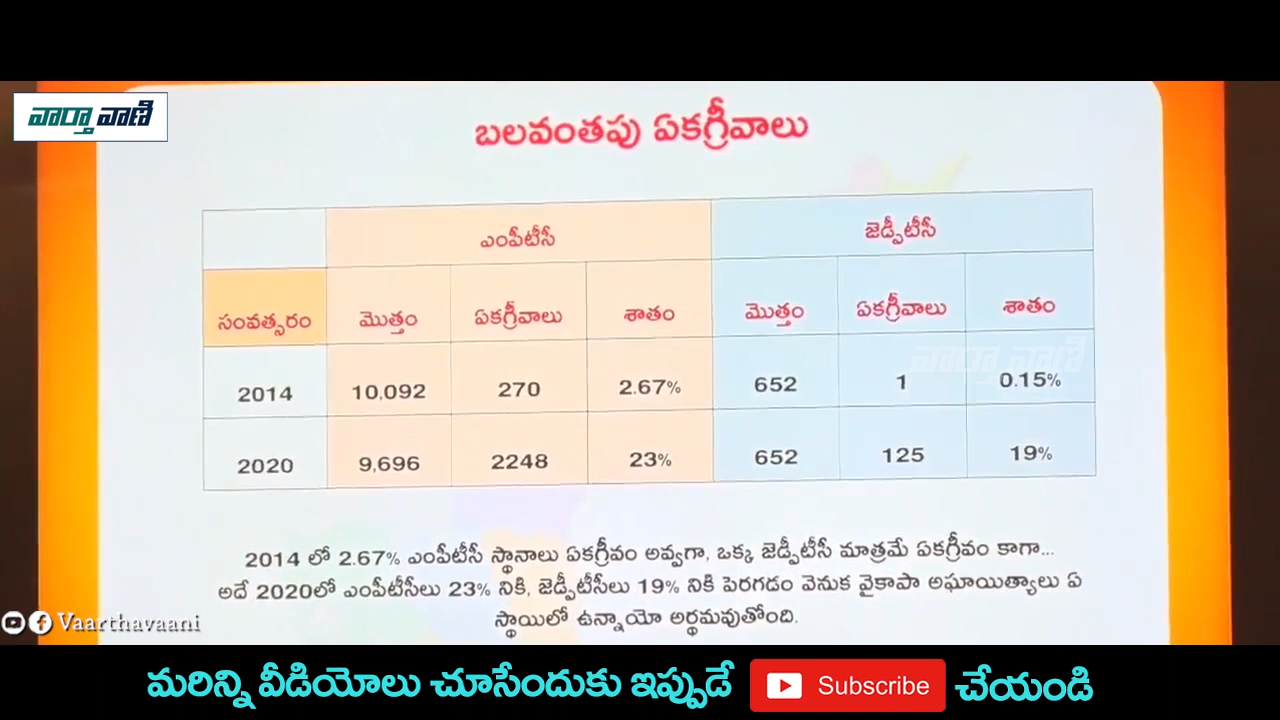 వార్తా వాణి
బలవంతపు ఏకగ్రీవాలు
ఎంపీటీసీ జెడ్పీటీసీ
సంవత్సరం మొత్తం ఏకగ్రీవాలు శాతం మొత్తం ఏకగ్రీవాలు శాతం
వార్తా వాణి
2014 10,092 270 2.67% 652 1 0.15%
2020 9,696 2248 23% 652 125 19%
2014 లో 2.67% ఎంపీటీసీ స్థానాలు ఏకగ్రీవం అవ్వగా, ఒక్క జెడ్పీటీసీ మాత్రమే ఏకగ్రీవం కాగా...
అదే 2020లో ఎంపీటీసీలు 23% నికి, జెడ్పీటీసీలు 19% నికి పెరగడం వెనుక వైకాపా అఘాయిత్యాలు ఏ
స్థాయిలో ఉన్నాయో అర్థమవుతోంది.
Vaarthavaani
మరిన్ని వీడియోలు చూసేందుకు ఇప్పుడే Subscribe చేయండి